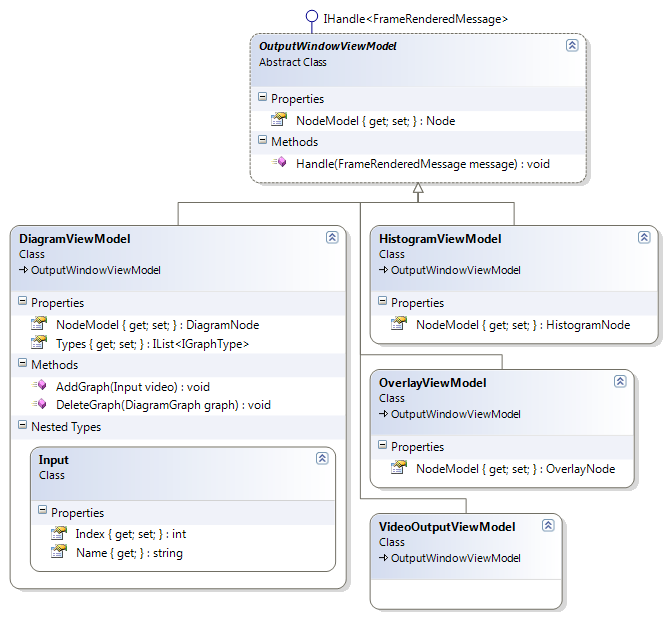 IHandle<FrameRenderedMessage>
OutputWindowViewModel
Abstract Class
Properties
NodeModel { get; set; } : Node
Methods
Handle(FrameRenderedMessage message) : void
DiagramViewModel
Class
OutputWindowViewModel
Properties
NodeModel { get; set; } : DiagramNode
Types { get; set; } : IList<IGraphType>
Methods
AddGraph(Input video) : void
DeleteGraph(DiagramGraph graph) : void
Nested Types
Input
Class
Properties
Index { get; set; } : int
Name { get; } : string
HistogramViewModel
Class
OutputWindowViewModel
Properties
NodeModel { get; set; } : HistogramNode
OverlayViewModel
Class
OutputWindowViewModel
Properties
NodeModel { get; set; } : OverlayNode
VideoOutputViewModel
Class
OutputWindowViewModel